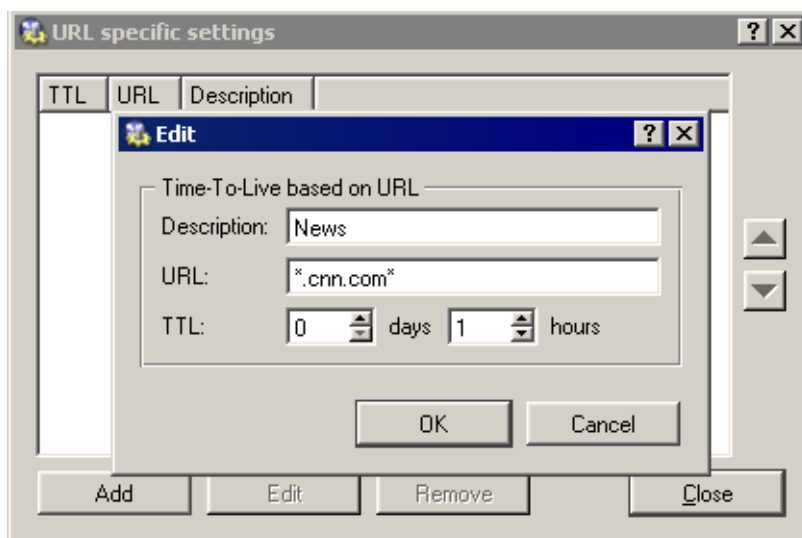 URL specific settings
TTL URL Description
Edit
Time-To-Live based on URL
Description: News
URL: *.cnn.com*
TTL: 0 days 1 hours
OK Cancel
Add Edit Remove Close